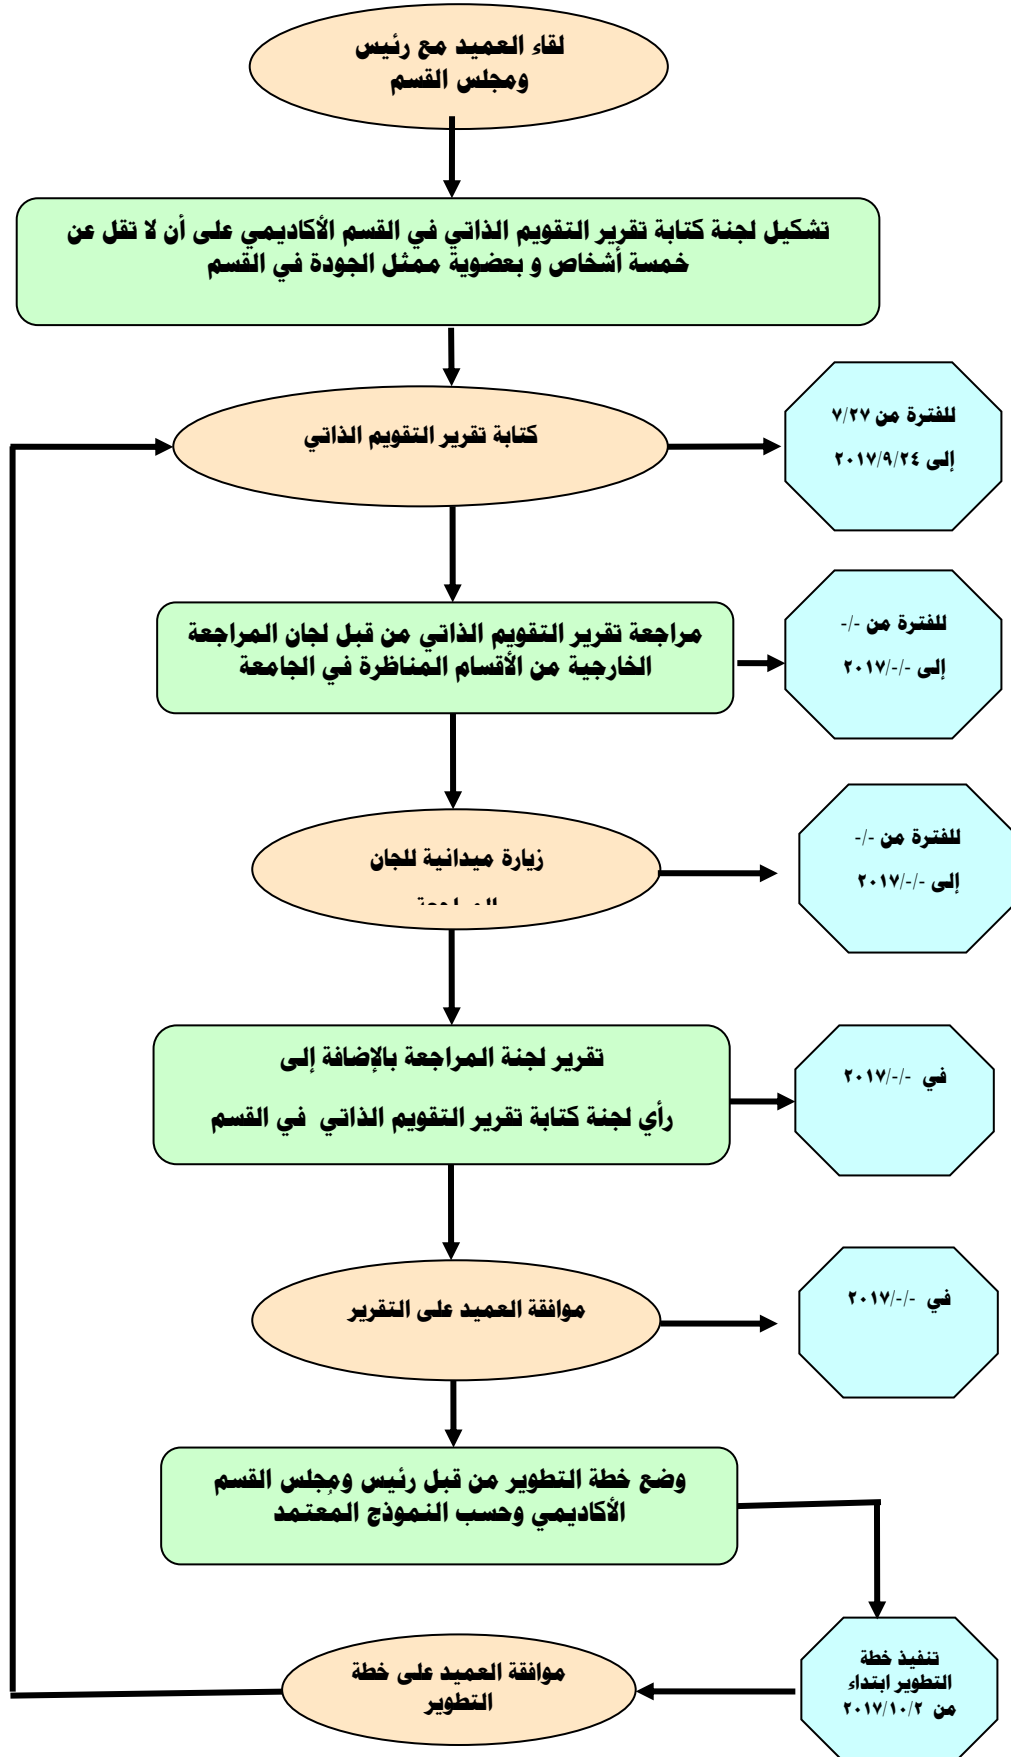 لقاء العميد مع رئيس
ومجلس القسم
تشكيل لجنة كتابة تقرير التقويم الذاتي في القسم الأكاديمي على أن لا تقل عن
خمسة أشخاص و بعضوية ممثل الجودة في القسم
كتابة تقرير التقويم الذاتي
للفترة من ٧/٢٧
إلى ٢٠١٧/٩/٢٤
مراجعة تقرير التقويم الذاتي من قبل لجان المراجعة
الخارجية من الأقسام المناظرة في الجامعة
للفترة من -/-
إلى -/-/٢٠١٧
زيارة ميدانية للجان
المراجعة
للفترة من -/-
إلى -/-/٢٠١٧
تقرير لجنة المراجعة بالإضافة إلى
رأي لجنة كتابة تقرير التقويم الذاتي في القسم
في -/-/٢٠١٧
موافقة العميد على التقرير
في -/-/٢٠١٧
وضع خطة التطوير من قبل رئيس ومجلس القسم
الأكاديمي وحسب النموذج المُعتمد
تنفيذ خطة
التطوير ابتداء
من ٢٠١٧/١٠/٢
موافقة العميد على خطة
التطوير